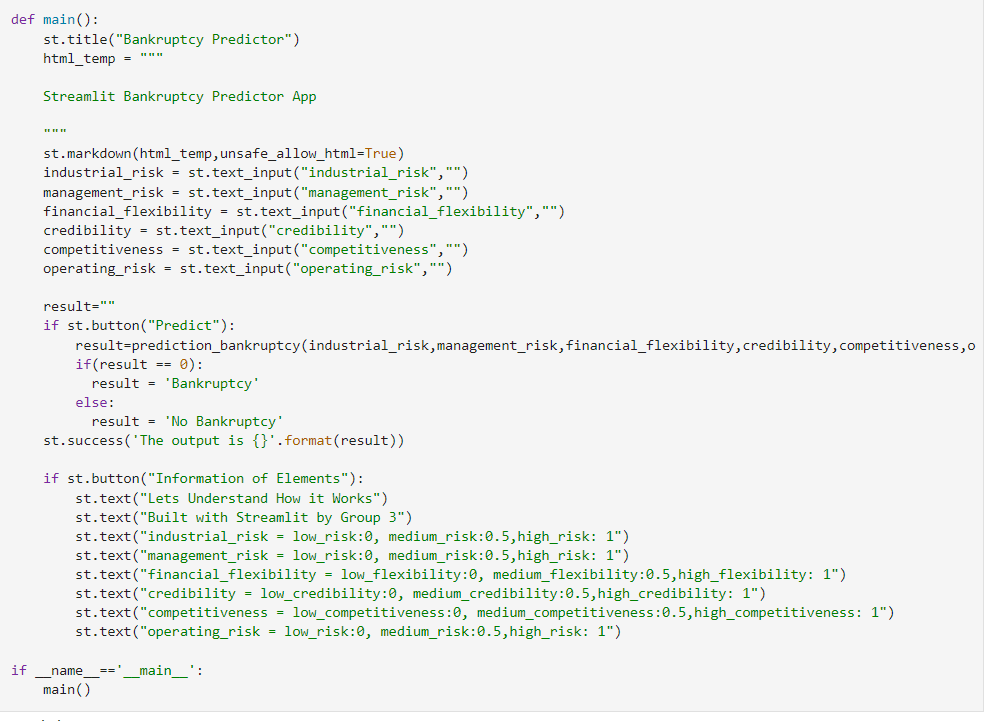 def main():
    st.title("Bankruptcy Predictor")
    html_temp = """
    Streamlit Bankruptcy Predictor App
    """
    st.markdown(html_temp,unsafe_allow_html=True)
    industrial_risk = st.text_input("industrial_risk","")
    management_risk = st.text_input("management_risk","")
    financial_flexibility = st.text_input("financial_flexibility","")
    credibility = st.text_input("credibility","")
    competitiveness = st.text_input("competitiveness","")
    operating_risk = st.text_input("operating_risk","")
    result=""
    if st.button("Predict"):
        result=prediction_bankruptcy(industrial_risk,management_risk,financial_flexibility,credibility,competitiveness,o
        if(result == 0):
          result = 'Bankruptcy'
        else:
          result = 'No Bankruptcy'
    st.success('The output is {}'.format(result))
    if st.button("Information of Elements"):
        st.text("Lets Understand How it Works")
        st.text("Built with Streamlit by Group 3")
        st.text("industrial_risk = low_risk:0, medium_risk:0.5,high_risk: 1")
        st.text("management_risk = low_risk:0, medium_risk:0.5,high_risk: 1")
        st.text("financial_flexibility = low_flexibility:0, medium_flexibility:0.5,high_flexibility: 1")
        st.text("credibility = low_credibility:0, medium_credibility:0.5,high_credibility: 1")
        st.text("competitiveness = low_competitiveness:0, medium_competitiveness:0.5,high_competitiveness: 1")
        st.text("operating_risk = low_risk:0, medium_risk:0.5,high_risk: 1")
if __name__=='__main__':
    main()